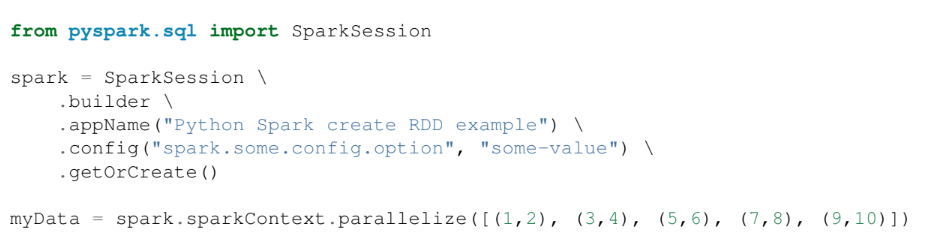 from pyspark.sql import SparkSession
spark = SparkSession \
.builder \
.appName("Python Spark create RDD example") \
.config("spark.some.config.option", "some-value") \
.getOrCreate()
myData = spark.sparkContext.parallelize([(1,2), (3,4), (5,6), (7,8), (9,10)])